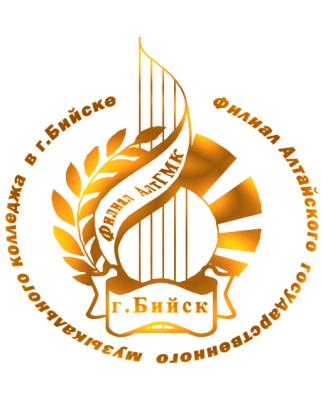 Филиал Алтайского государственного музыкального колледжа в г.Бийске
Филиал АлтГМК
г.Бийск